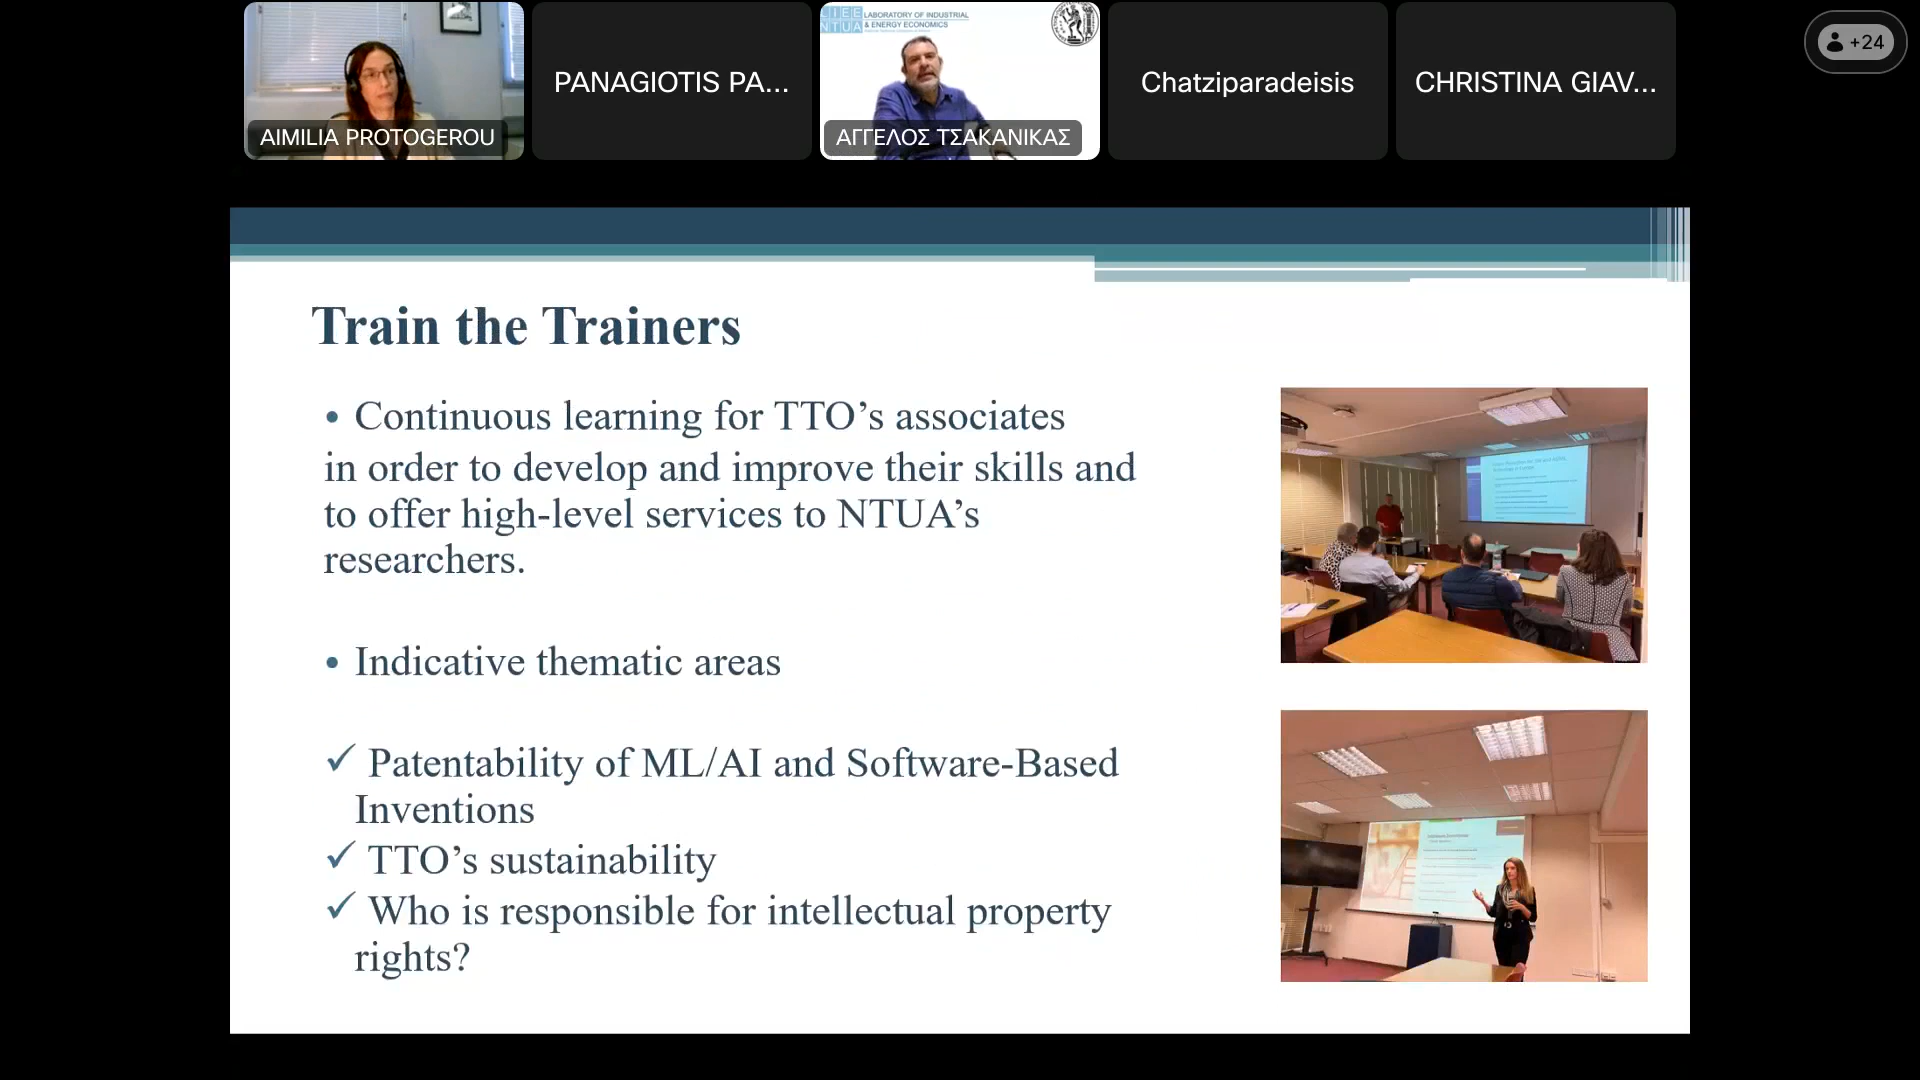 LABORATORY OF INDUSTRIAL
& ENERGY ECONOMICS
AIMILIA PROTOGEROU
PANAGIOTIS PA...
ΑΓΓΕΛΟΣ ΤΣΑΚΑΝΙΚΑΣ
Chatziparadeisis
CHRISTINA GIAV...
+24
Train the Trainers
• Continuous learning for TTO’s associates
in order to develop and improve their skills and
to offer high-level services to NTUA’s
researchers.
• Indicative thematic areas
✓ Patentability of ML/AI and Software-Based
Inventions
✓ TTO’s sustainability
✓ Who is responsible for intellectual property
rights?